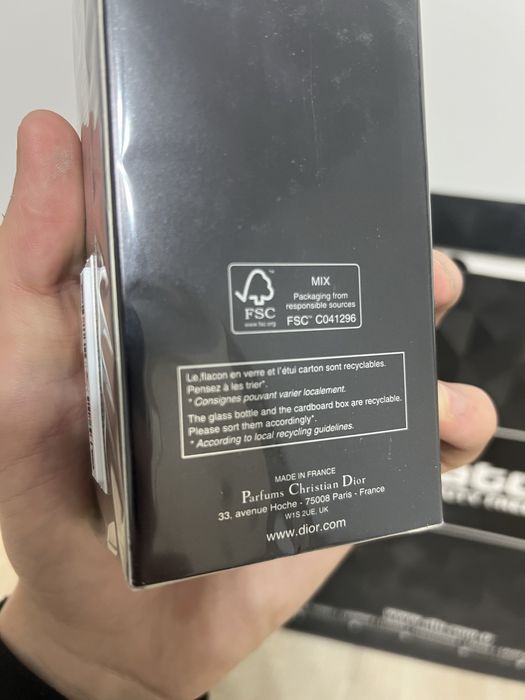 FSC
www.fsc.org
MIX
Packaging from
responsible sources
FSC™ C041296
Le flacon en verre et l'étui carton sont recyclables.
Pensez à les trier*.
* Consignes pouvant varier localement.
The glass bottle and the cardboard box are recyclable.
Please sort them accordingly*.
* According to local recycling guidelines.
MADE IN FRANCE
Parfums Christian Dior
33, avenue Hoche - 75008 Paris - France
W1S 2UE, UK
www.dior.com